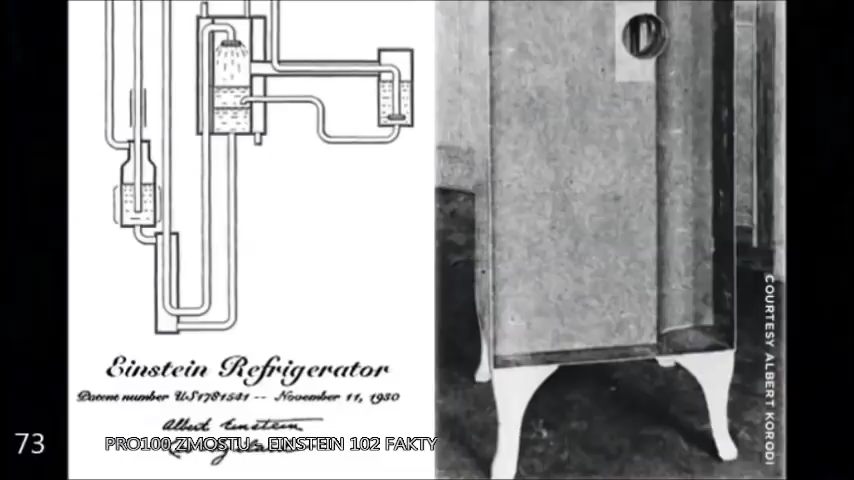 Einstein Refrigerator
Patent number US1781541 -- November 11, 1930
Albert Einstein
73
PRO100 ZMOSTU - EINSTEIN 102 FAKTY
COURTESY ALBERT KORODI